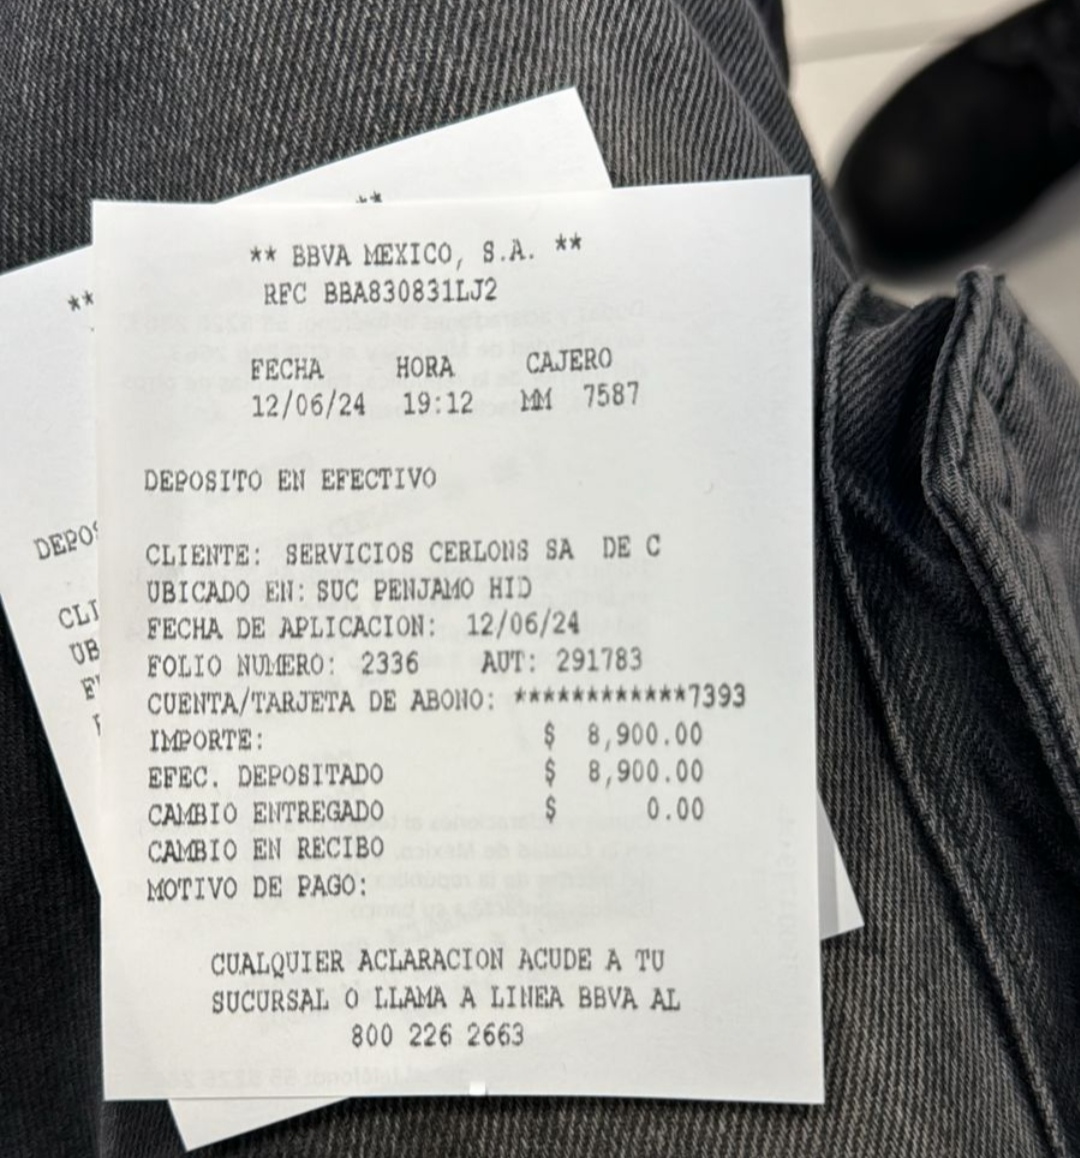 ** BBVA MEXICO, S.A. **
RFC BBA830831LJ2
FECHA HORA CAJERO
12/06/24 19:12 MM 7587
DEPOSITO EN EFECTIVO
CLIENTE: SERVICIOS CERLONS SA DE C
UBICADO EN: SUC PENJAMO HID
FECHA DE APLICACION: 12/06/24
FOLIO NUMERO: 2336 AUT: 291783
CUENTA/TARJETA DE ABONO: ************7393
IMPORTE: $ 8,900.00
EFEC. DEPOSITADO $ 8,900.00
CAMBIO ENTREGADO $ 0.00
CAMBIO EN RECIBO
MOTIVO DE PAGO:
CUALQUIER ACLARACION ACUDE A TU
SUCURSAL O LLAMA A LINEA BBVA AL
800 226 2663
**
**
DEPOS
CLI
UB